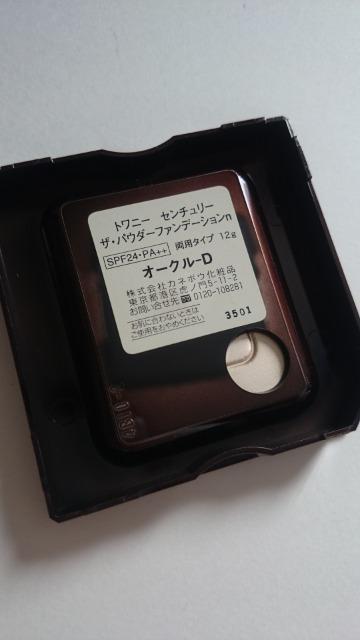 トワニー センチュリー
ザ・パウダーファンデーションn
SPF24・PA++ 両用タイプ 12g
オークル-D
株式会社カネボウ化粧品
東京都港区虎ノ門5-11-2
お問い合せ先 0120-108281
お肌に合わないときは
ご使用をおやめください
3501